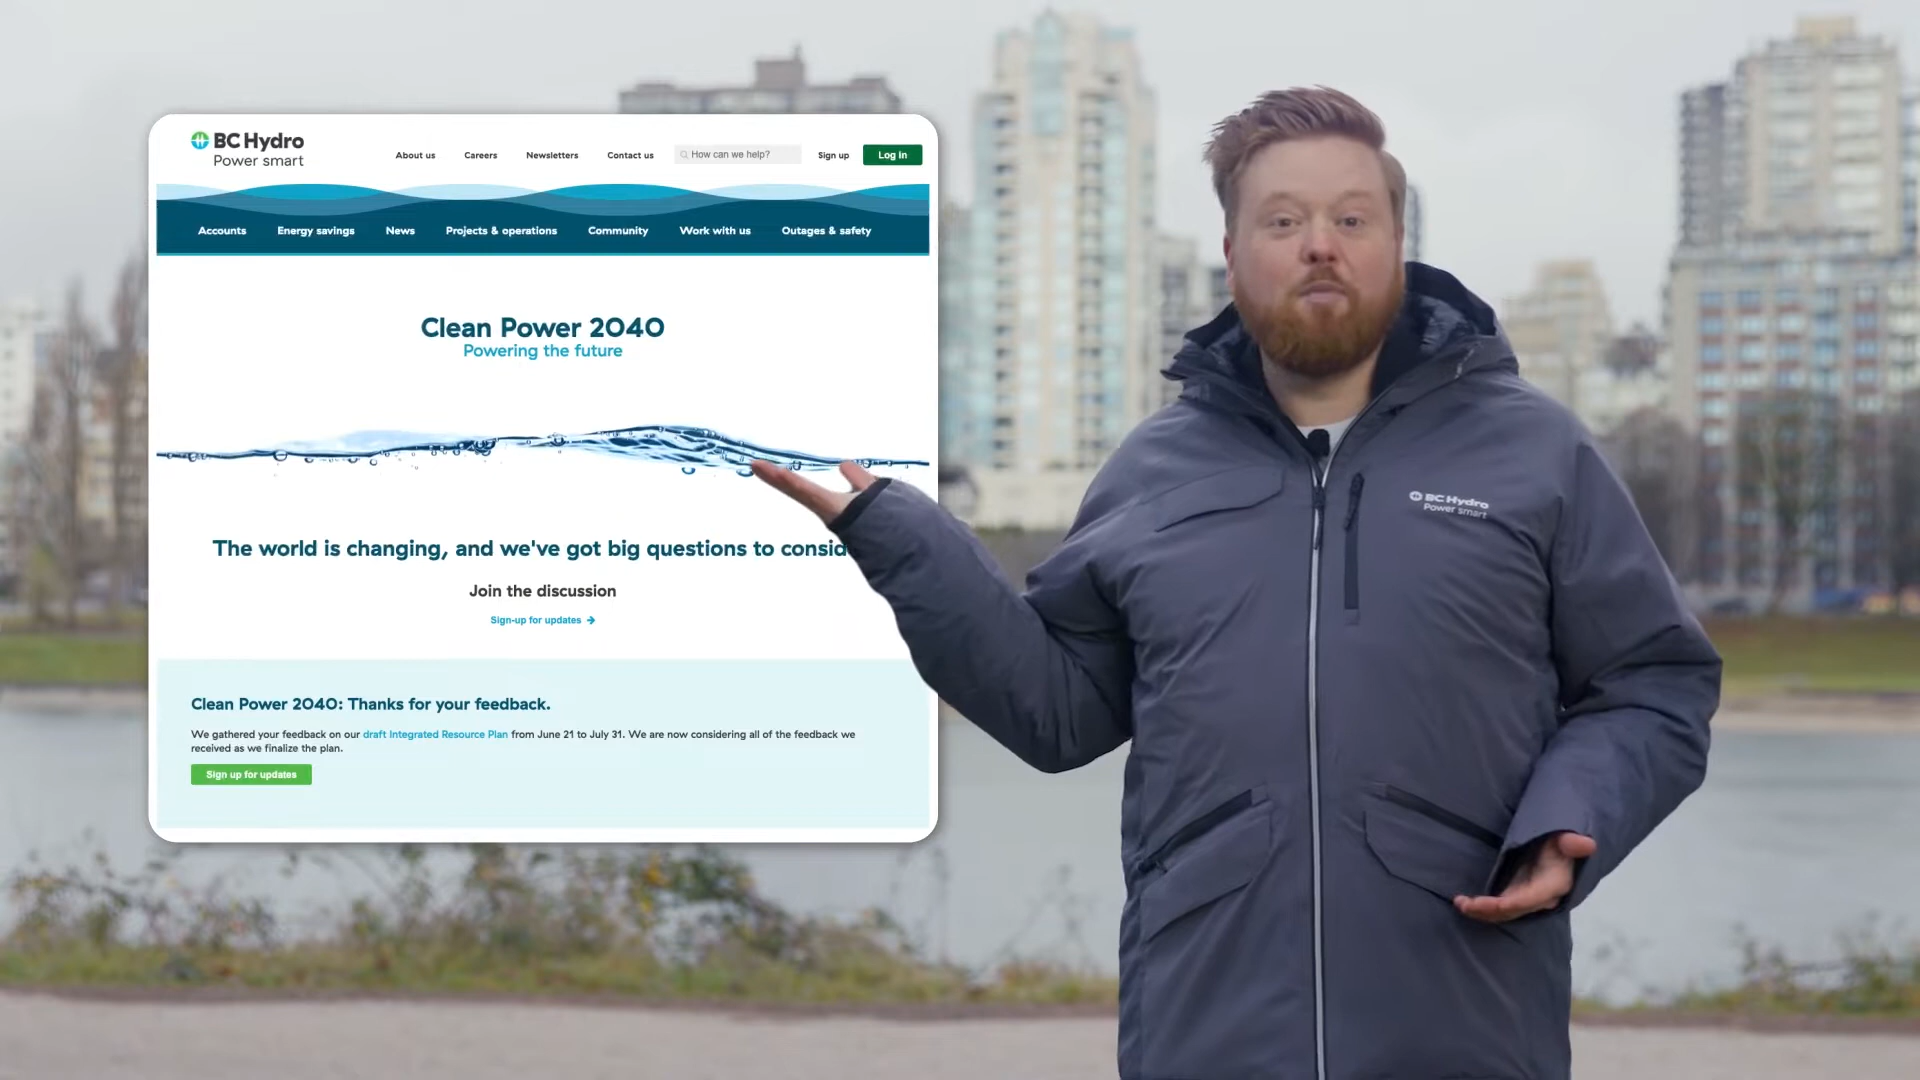 BC Hydro
Power smart
About us
Careers
Newsletters
Contact us
How can we help?
Sign up
Log in
Accounts
Energy savings
News
Projects & operations
Community
Work with us
Outages & safety
Clean Power 2040
Powering the future
The world is changing, and we've got big questions to consid
Join the discussion
Sign-up for updates →
Clean Power 2040: Thanks for your feedback.
We gathered your feedback on our draft Integrated Resource Plan from June 21 to July 31. We are now considering all of the feedback we
received as we finalize the plan.
Sign up for updates
BC Hydro
Power smart